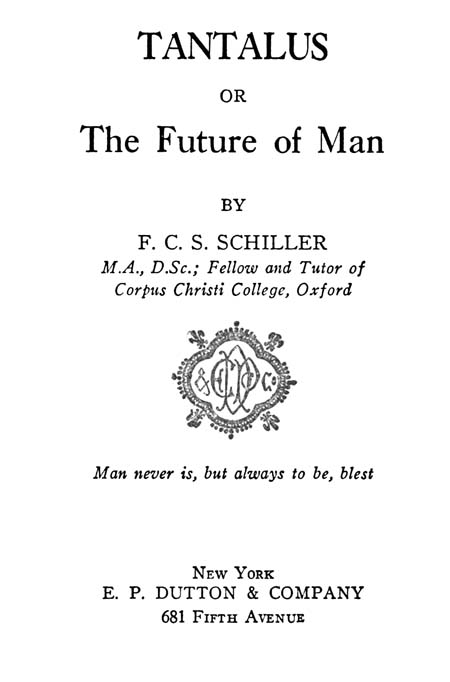 TANTALUS
OR
The Future of Man
BY
F. C. S. SCHILLER
M.A., D.Sc.; Fellow and Tutor of
Corpus Christi College, Oxford
Man never is, but always to be, blest
New York
E. P. DUTTON & COMPANY
681 Fifth Avenue